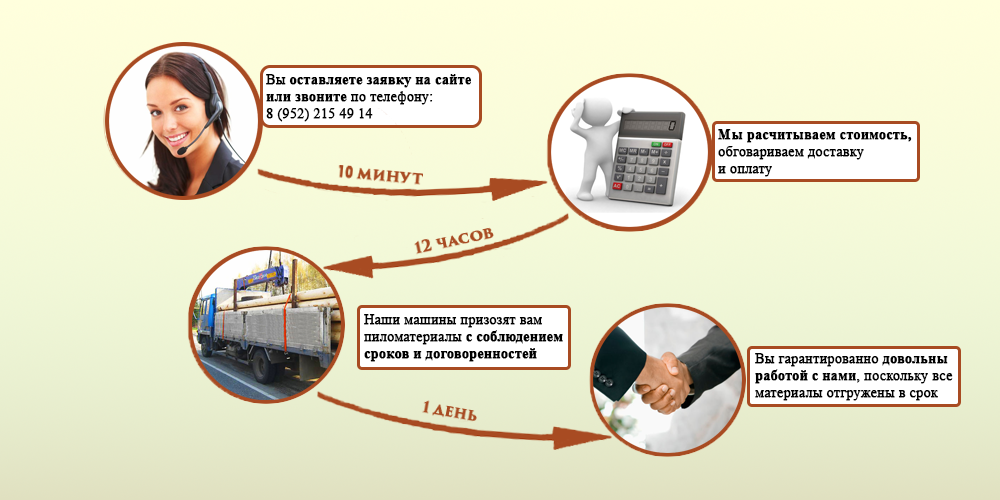 Вы оставляете заявку на сайте
или звоните по телефону:
8 (952) 215 49 14
10 МИНУТ
0
Мы расчитываем стоимость,
обговариваем доставку
и оплату
12 ЧАСОВ
Наши машины призозят вам
пиломатериалы с соблюдением
сроков и договоренностей
1 ДЕНЬ
Вы гарантированно довольны
работой с нами, поскольку все
материалы отгружены в срок